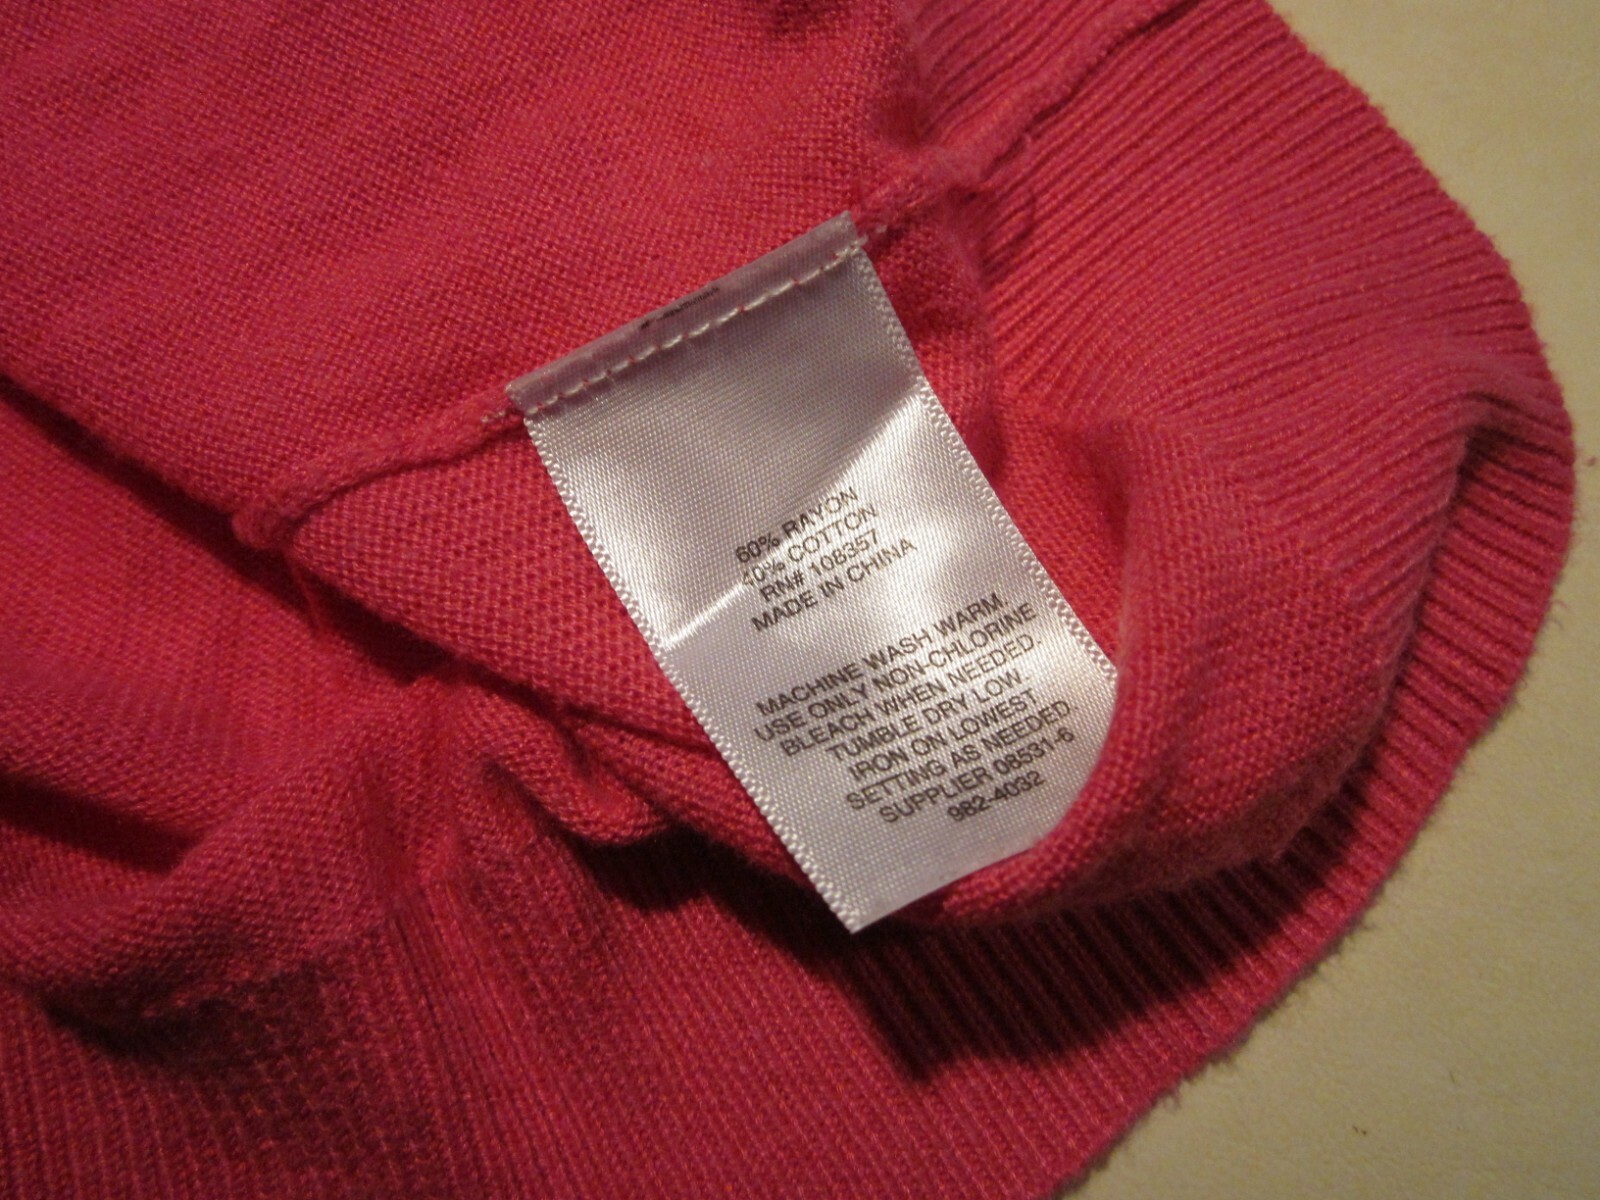 60% RAYON
40% COTTON
RN# 108357
MADE IN CHINA
MACHINE WASH WARM.
USE ONLY NON-CHLORINE
BLEACH WHEN NEEDED.
TUMBLE DRY LOW
IRON ON LOWEST
SETTING AS NEEDED
SUPPLIER 08531-6
982-4032